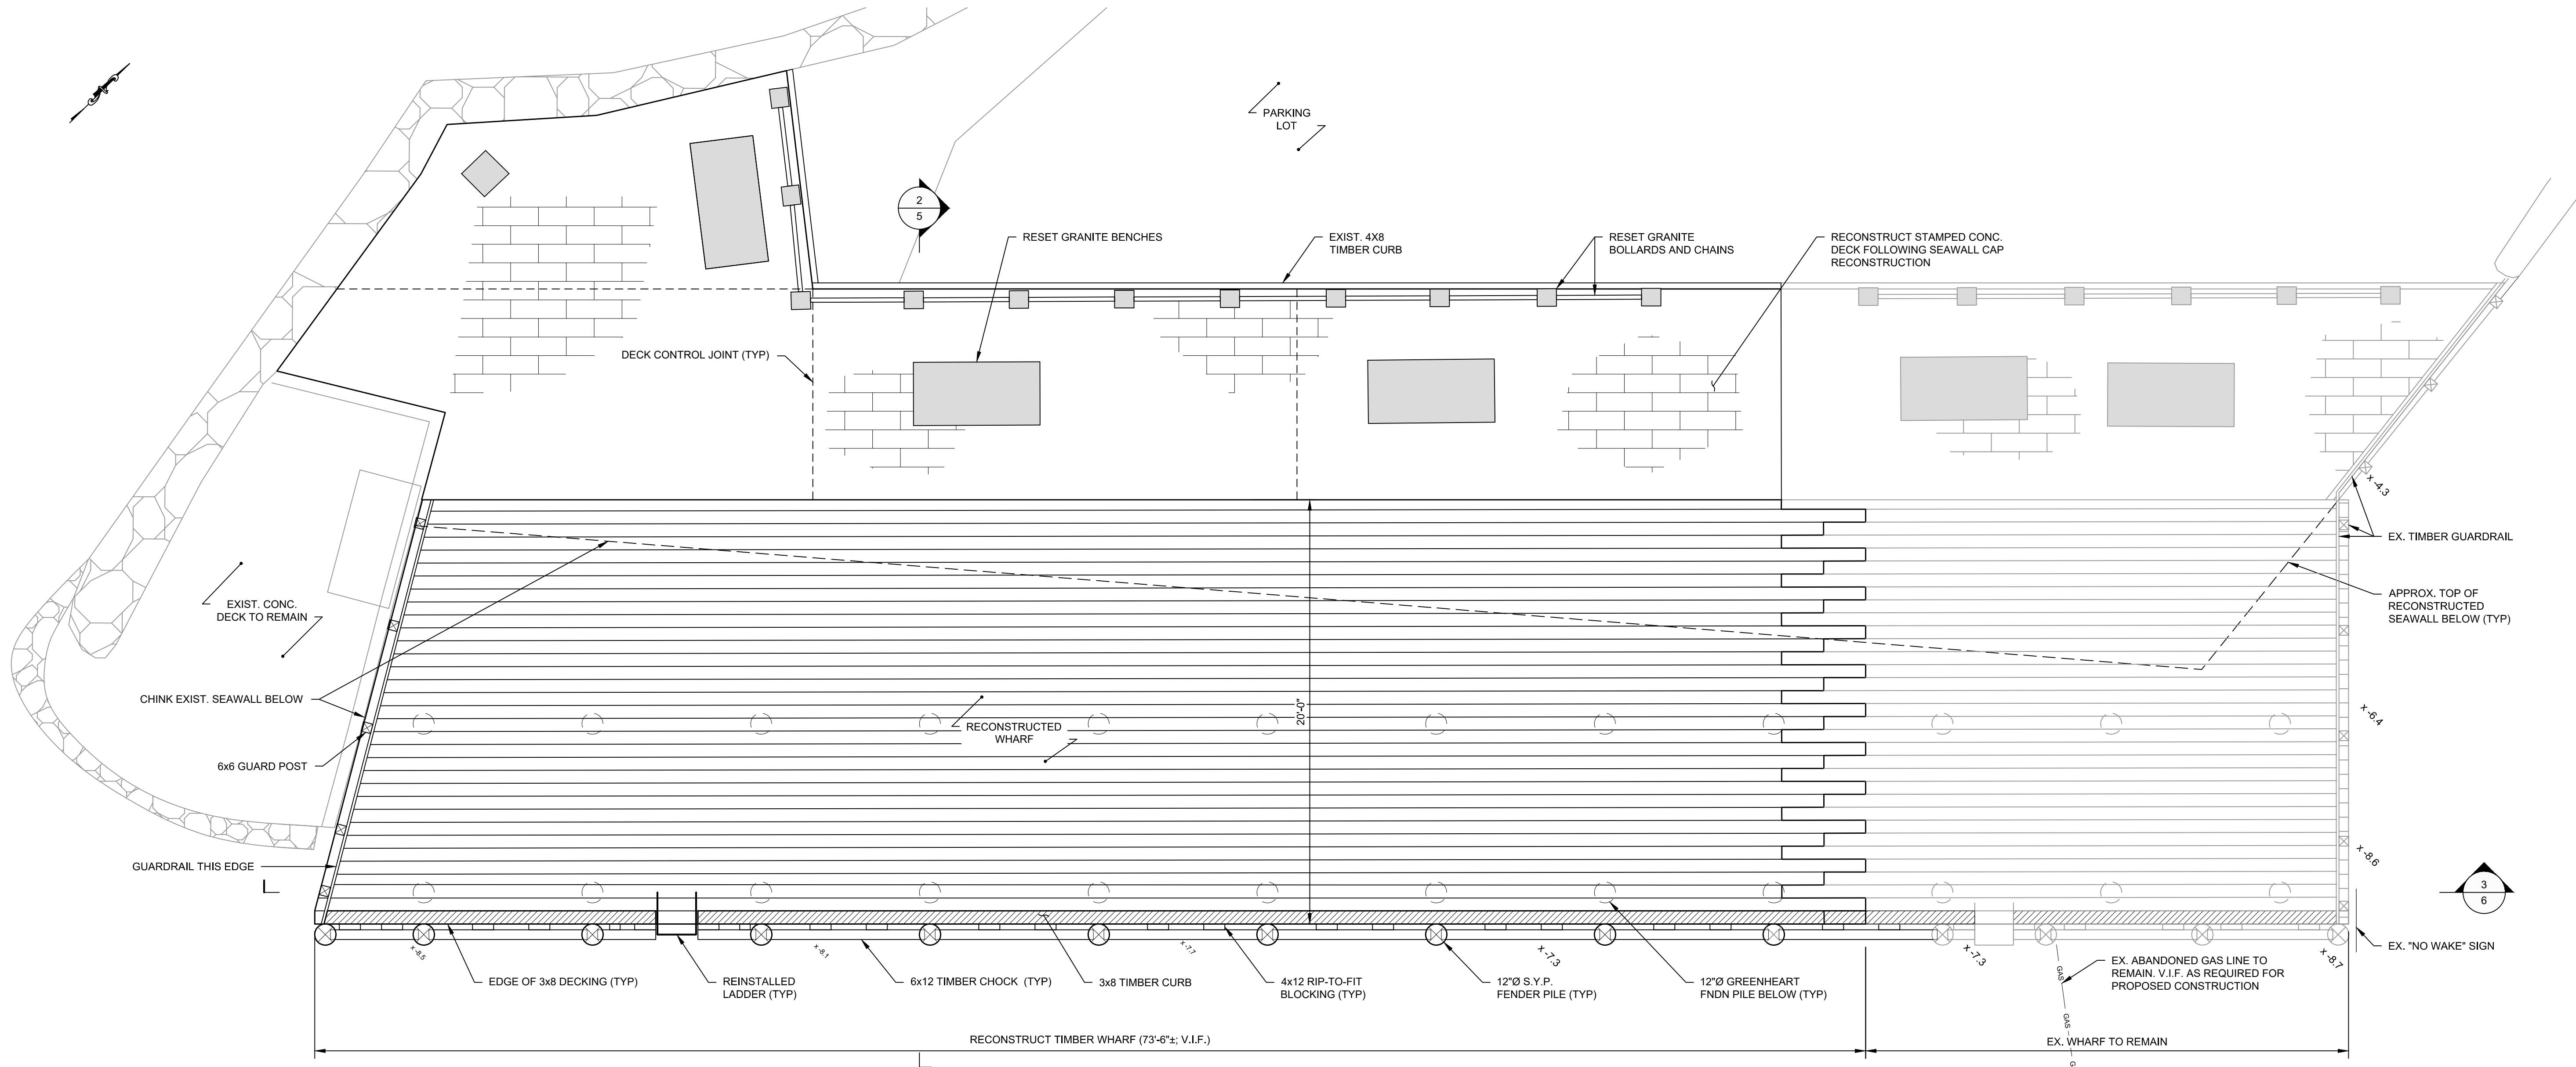 PARKING
LOT
2
5
RESET GRANITE BENCHES
EXIST. 4X8
TIMBER CURB
RESET GRANITE
BOLLARDS AND CHAINS
RECONSTRUCT STAMPED CONC.
DECK FOLLOWING SEAWALL CAP
RECONSTRUCTION
DECK CONTROL JOINT (TYP)
x -4.3
EX. TIMBER GUARDRAIL
EXIST. CONC.
DECK TO REMAIN
APPROX. TOP OF
RECONSTRUCTED
SEAWALL BELOW (TYP)
CHINK EXIST. SEAWALL BELOW
20'-0"
RECONSTRUCTED
WHARF
x -6.4
6x6 GUARD POST
x -8.6
GUARDRAIL THIS EDGE
3
6
x -8.5
x -8.1
x -7.7
x -7.3
x -7.3
x -8.7
EX. "NO WAKE" SIGN
EDGE OF 3x8 DECKING (TYP)
REINSTALLED
LADDER (TYP)
6x12 TIMBER CHOCK (TYP)
3x8 TIMBER CURB
4x12 RIP-TO-FIT
BLOCKING (TYP)
12"Ø S.Y.P.
FENDER PILE (TYP)
12"Ø GREENHEART
FNDN PILE BELOW (TYP)
GAS
EX. ABANDONED GAS LINE TO
REMAIN. V.I.F. AS REQUIRED FOR
PROPOSED CONSTRUCTION
GAS
G
RECONSTRUCT TIMBER WHARF (73'-6"±; V.I.F.)
EX. WHARF TO REMAIN